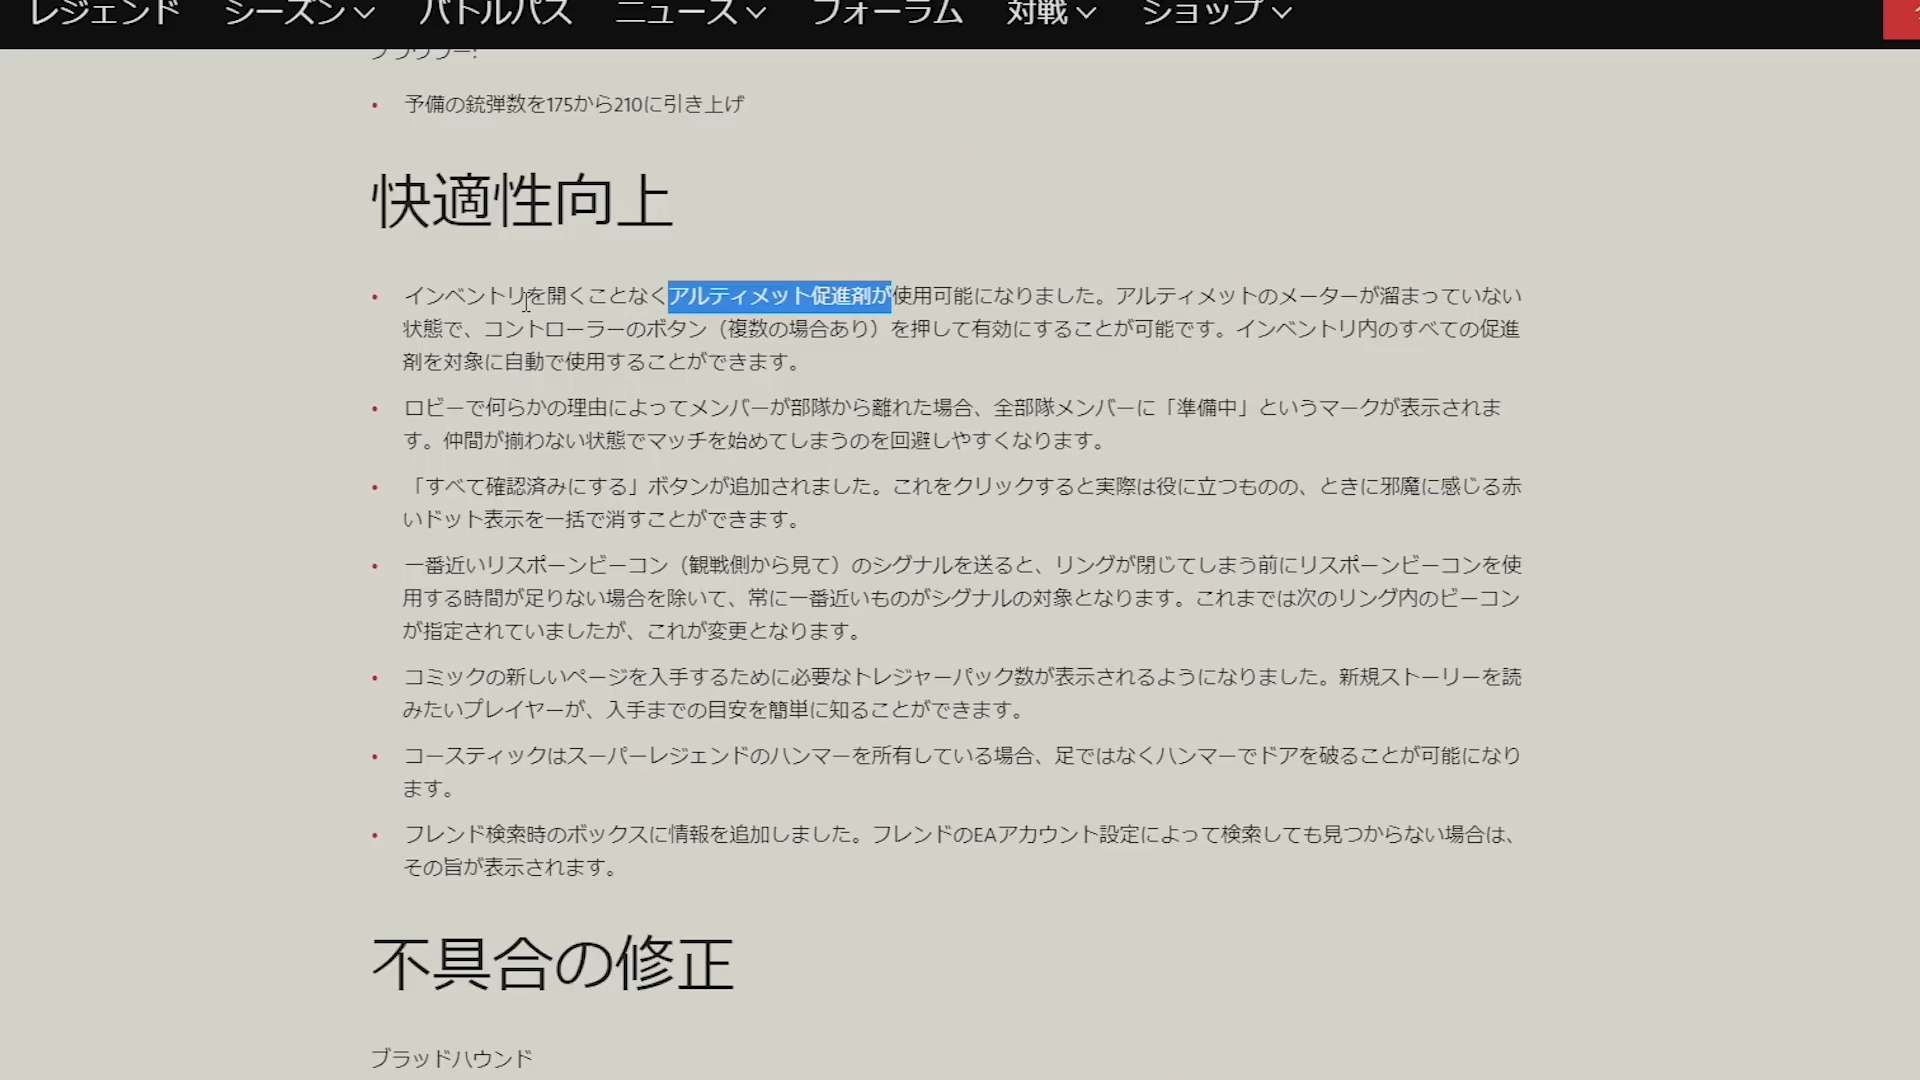 レジェンド シーズン バトルパス ニュース フォーラム 対戦 ショップ
・ 予備の銃弾数を175から210に引き上げ
快適性向上
・ インベントリを開くことなくアルティメット促進剤が使用可能になりました。アルティメットのメーターが溜まっていない
状態で、コントローラーのボタン（複数の場合あり）を押して有効にすることが可能です。インベントリ内のすべての促進
剤を対象に自動で使用することができます。
・ ロビーで何らかの理由によってメンバーが部隊から離れた場合、全部隊メンバーに「準備中」というマークが表示されま
す。仲間が揃わない状態でマッチを始めてしまうのを回避しやすくなります。
・ 「すべて確認済みにする」ボタンが追加されました。これをクリックすると実際は役に立つものの、ときに邪魔に感じる赤
いドット表示を一括で消すことができます。
・ 一番近いリスポーンビーコン（観戦側から見て）のシグナルを送ると、リングが閉じてしまう前にリスポーンビーコンを使
用する時間が足りない場合を除いて、常に一番近いものがシグナルの対象となります。これまでは次のリング内のビーコン
が指定されていましたが、これが変更となります。
・ コミックの新しいページを入手するために必要なトレジャーパック数が表示されるようになりました。新規ストーリーを読
みたいプレイヤーが、入手までの目安を簡単に知ることができます。
・ コースティックはスーパーレジェンドのハンマーを所有している場合、足ではなくハンマーでドアを破ることが可能になり
ます。
・ フレンド検索時のボックスに情報を追加しました。フレンドのEAアカウント設定によって検索しても見つからない場合は、
その旨が表示されます。
不具合の修正
ブラッドハウンド